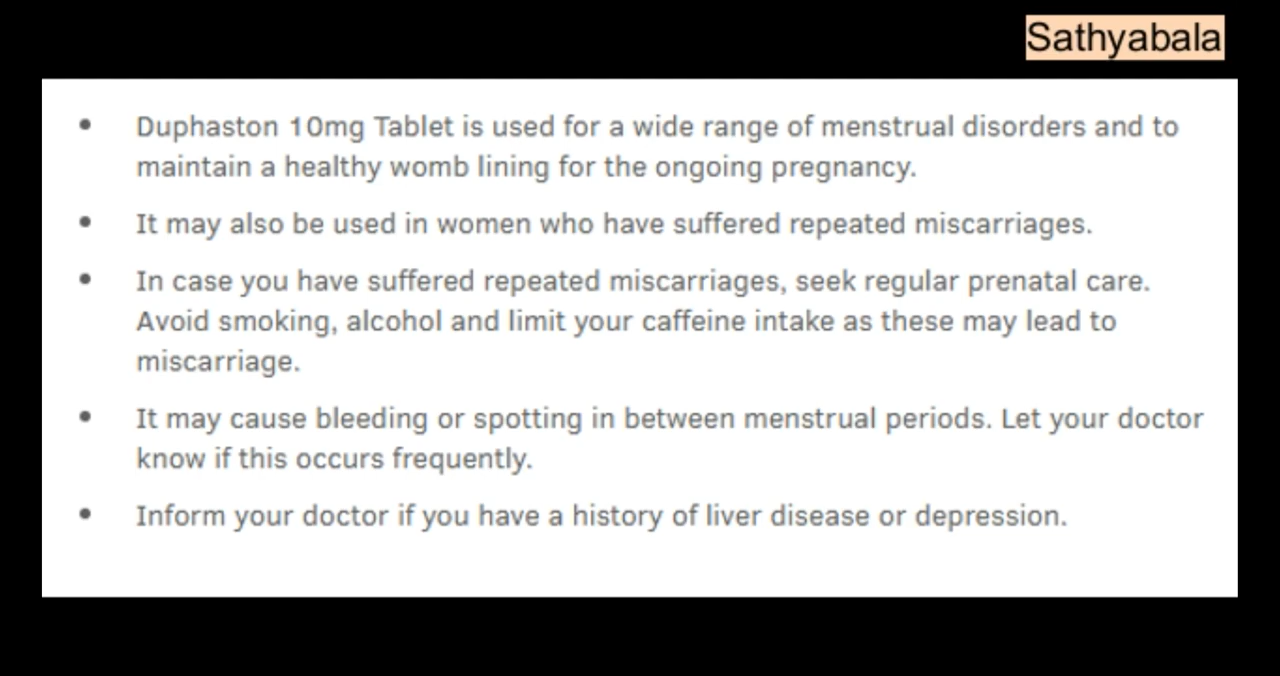 Sathyabala
• Duphaston 10mg Tablet is used for a wide range of menstrual disorders and to
maintain a healthy womb lining for the ongoing pregnancy.
• It may also be used in women who have suffered repeated miscarriages.
• In case you have suffered repeated miscarriages, seek regular prenatal care.
Avoid smoking, alcohol and limit your caffeine intake as these may lead to
miscarriage.
• It may cause bleeding or spotting in between menstrual periods. Let your doctor
know if this occurs frequently.
• Inform your doctor if you have a history of liver disease or depression.